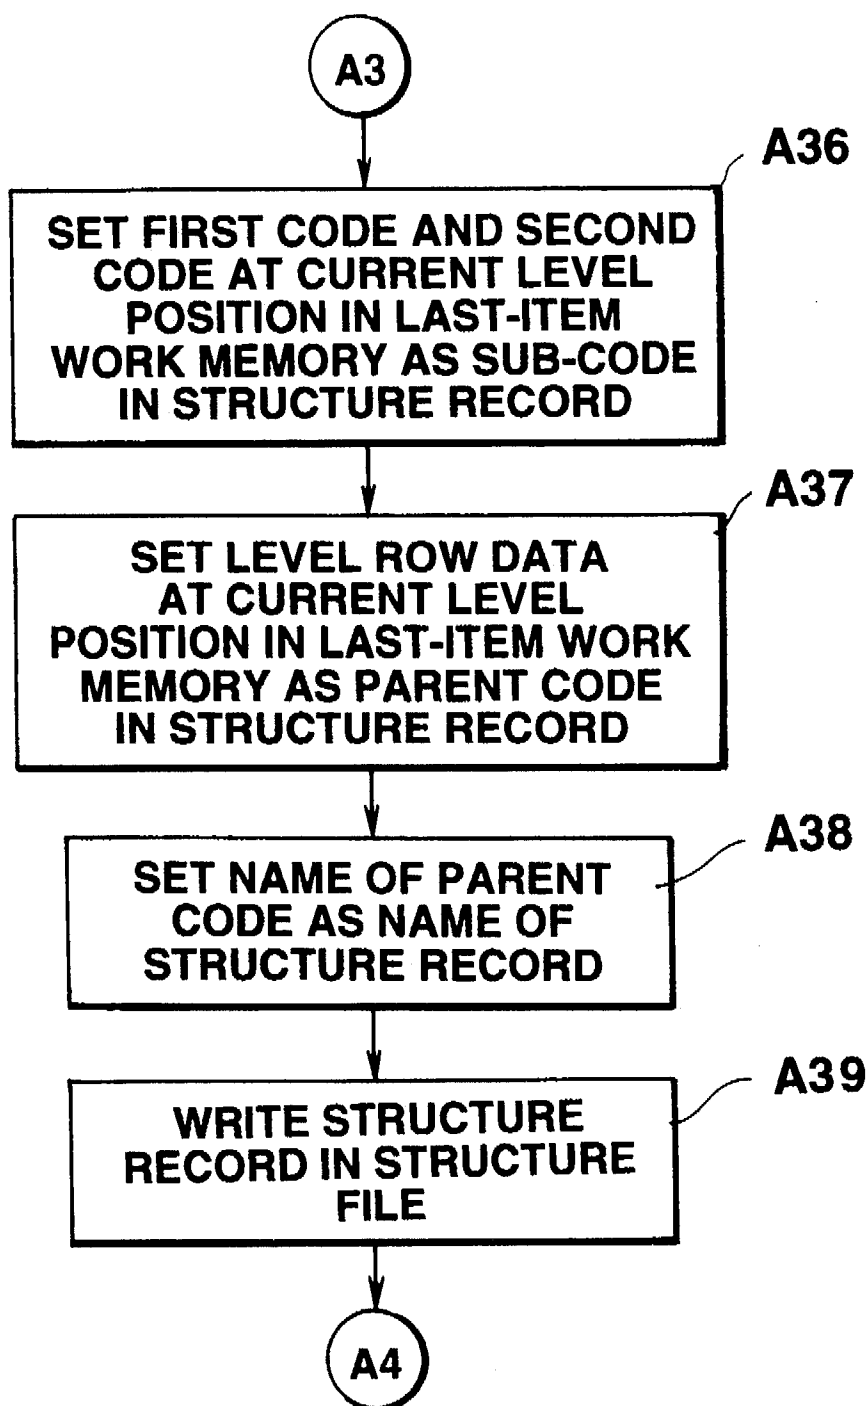 A3
A36
SET FIRST CODE AND SECOND
CODE AT CURRENT LEVEL
POSITION IN LAST-ITEM
WORK MEMORY AS SUB-CODE
IN STRUCTURE RECORD
A37
SET LEVEL ROW DATA
AT CURRENT LEVEL
POSITION IN LAST-ITEM WORK
MEMORY AS PARENT CODE
IN STRUCTURE RECORD
A38
SET NAME OF PARENT
CODE AS NAME OF
STRUCTURE RECORD
A39
WRITE STRUCTURE
RECORD IN STRUCTURE
FILE
A4